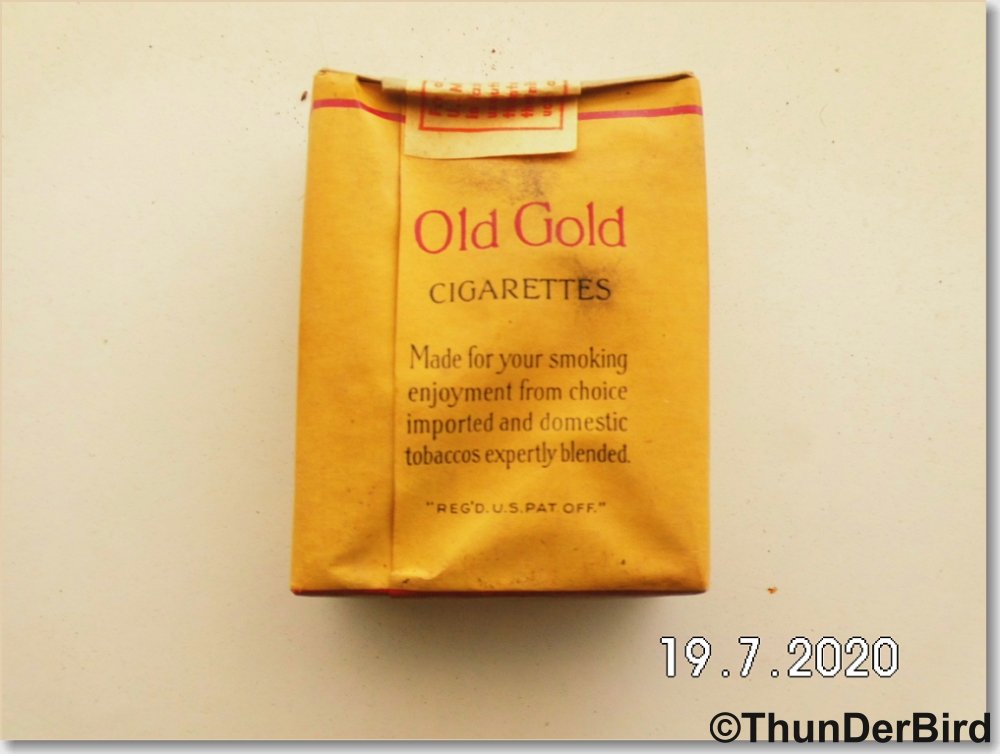 Old Gold
CIGARETTES
Made for your smoking
enjoyment from choice
imported and domestic
tobaccos expertly blended.
"REG'D. U.S. PAT OFF."
19.7.2020
©ThunDerBird